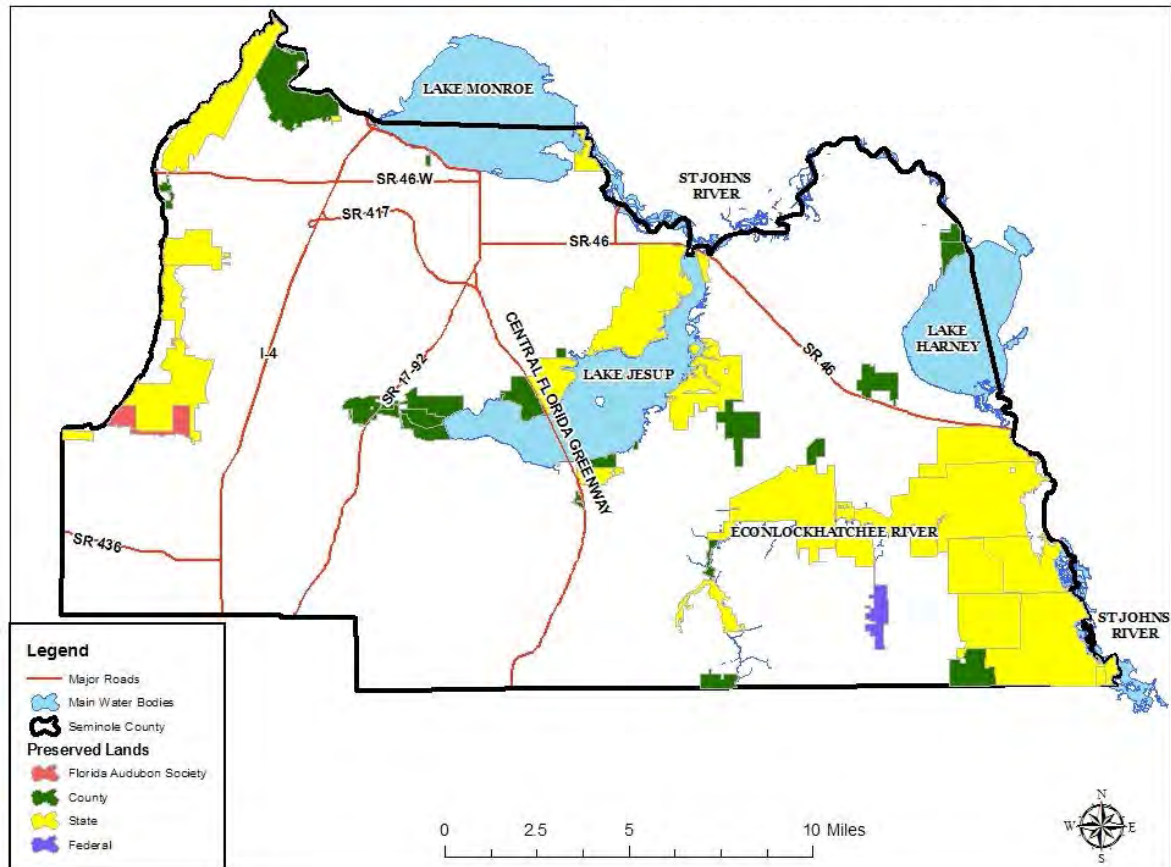 LAKE MONROE
ST JOHNS
RIVER
SR 46 W
SR 417
SR 46
LAKE
HARNEY
I-4
SR-17-92
CENTRAL FLORIDA GREENWAY
LAKE JESUP
SR 46
SR 436
ECONLOCKHATCHEE RIVER
ST JOHNS
RIVER
Legend
Major Roads
Main Water Bodies
Seminole County
Preserved Lands
Florida Audubon Society
County
State
Federal
0 2.5 5 10 Miles
N
W E
S